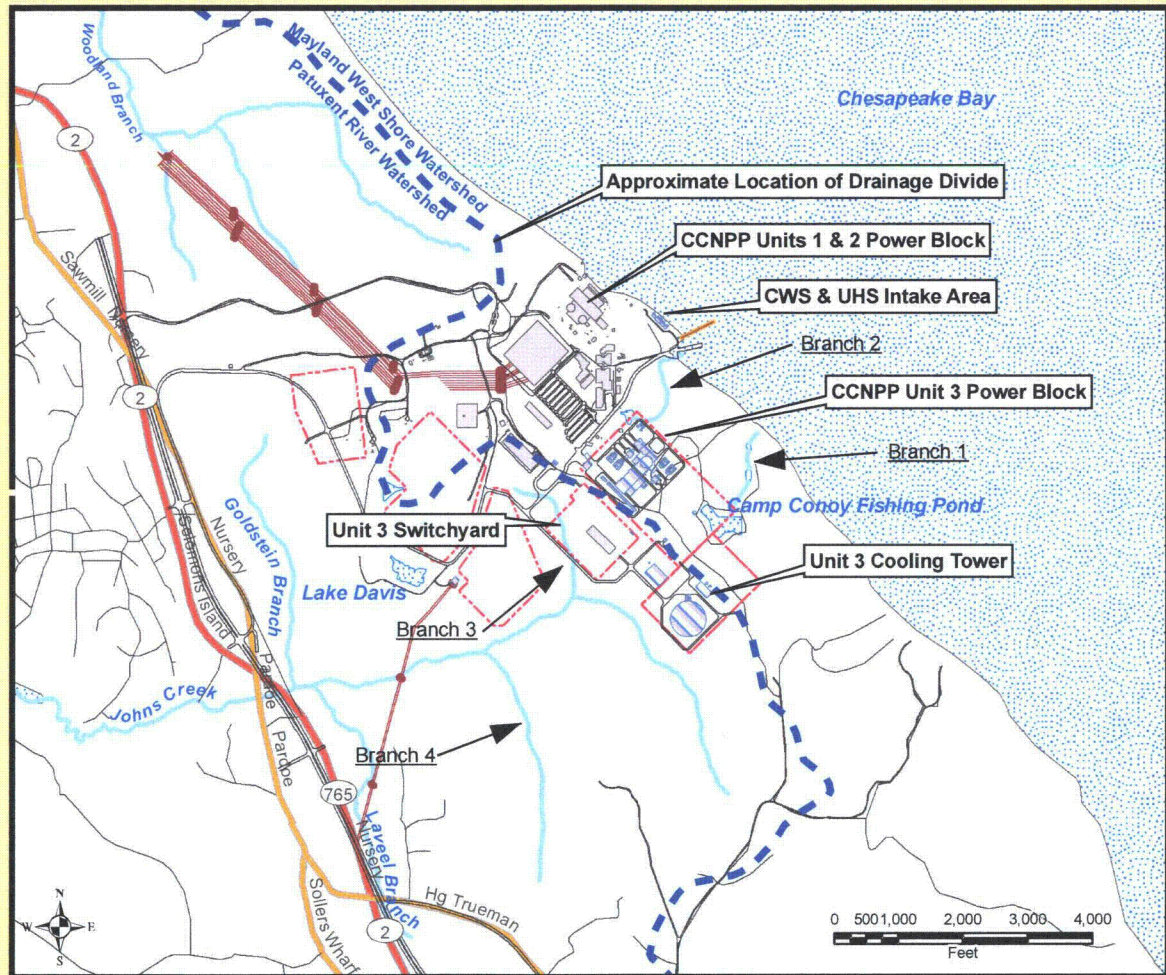 Woodland Branch
Mayland West Shore Watershed
Patuxent River Watershed
Chesapeake Bay
2
Approximate Location of Drainage Divide
CCNPP Units 1 & 2 Power Block
CWS & UHS Intake Area
Sawmill
Nursery
Branch 2
2
CCNPP Unit 3 Power Block
Branch 1
Camp Conoy Fishing Pond
Goldstein Branch
Nursery
Solomons Island
Unit 3 Switchyard
Unit 3 Cooling Tower
Lake Davis
Branch 3
Pardoe
Johns Creek
Pardoe
Branch 4
765
Laveel Branch
Nursery
Hg Trueman
Sollers Wharf
2
N
W
E
S
0 500 1,000 2,000 3,000 4,000
Feet